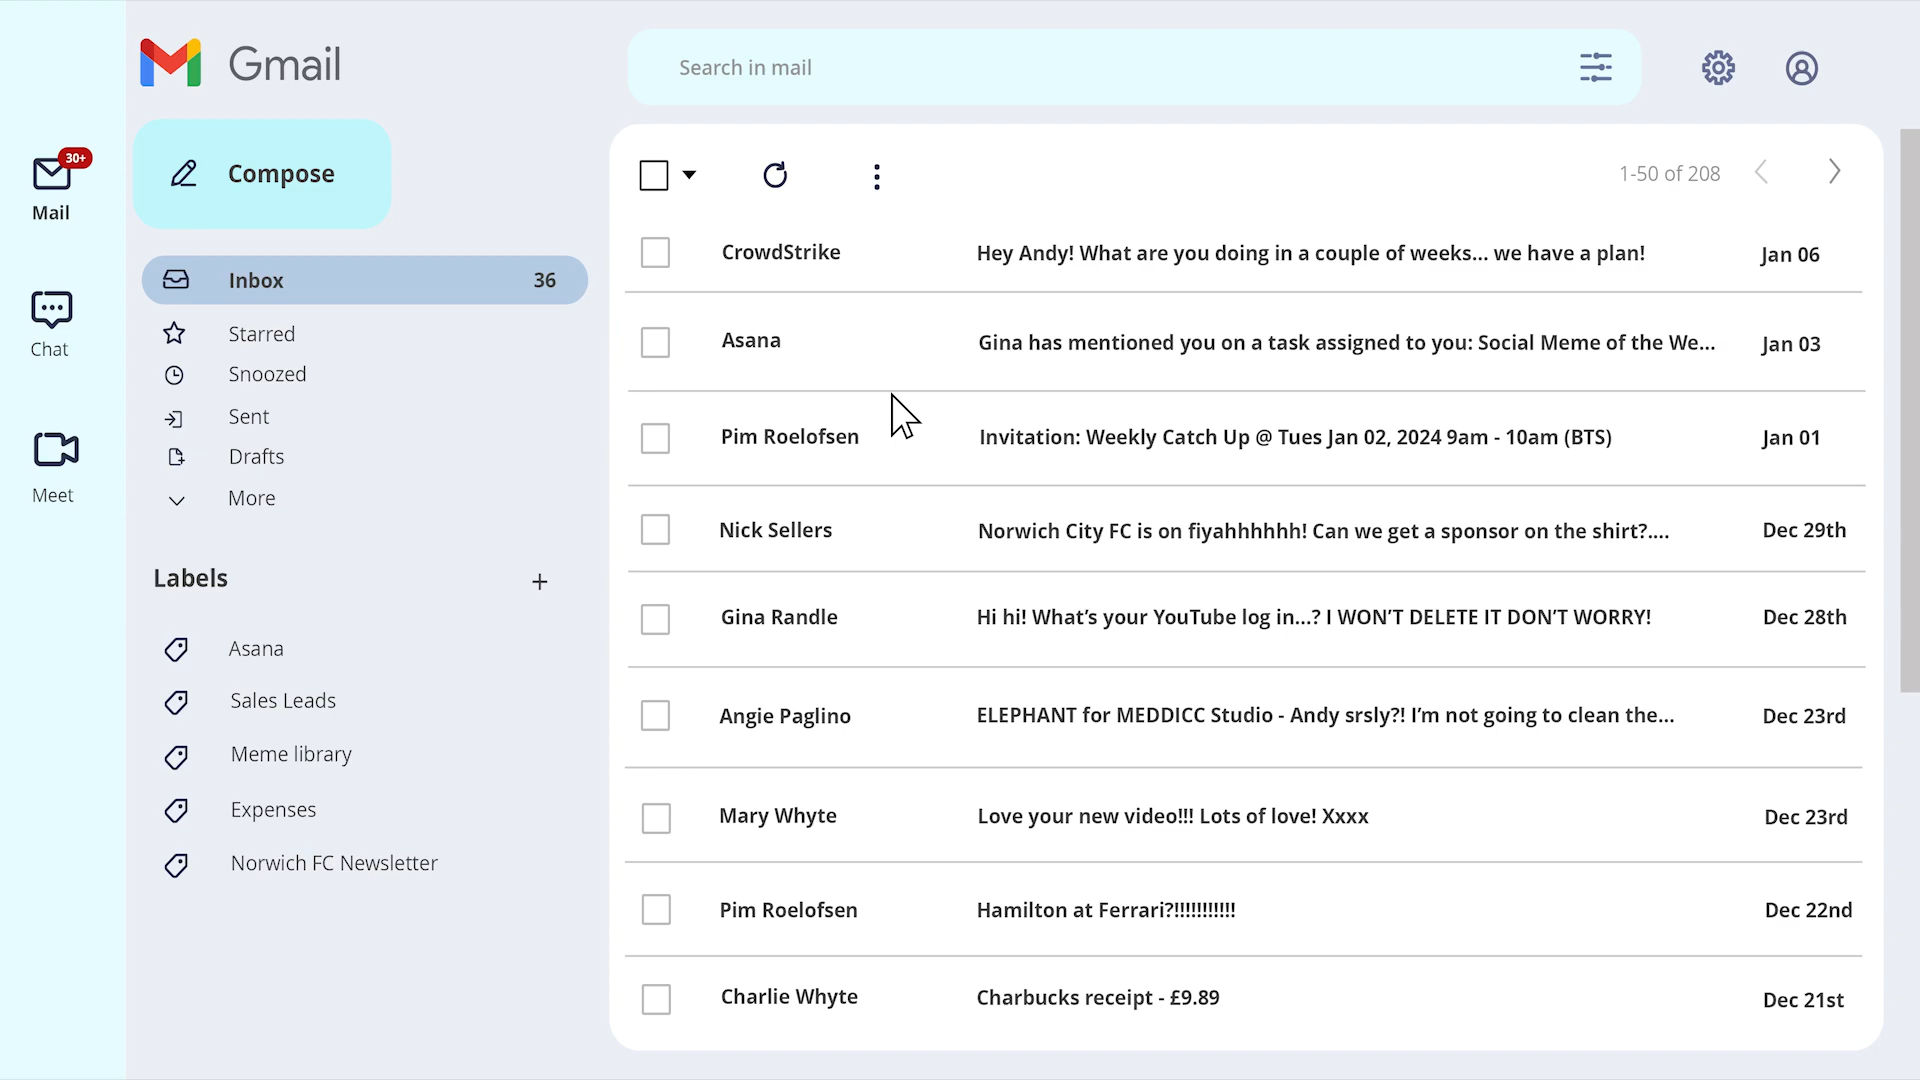 Gmail
Search in mail
30+
Mail
Chat
Meet
Compose
Inbox 36
Starred
Snoozed
Sent
Drafts
More
Labels +
Asana
Sales Leads
Meme library
Expenses
Norwich FC Newsletter
1-50 of 208
CrowdStrike Hey Andy! What are you doing in a couple of weeks... we have a plan! Jan 06
Asana Gina has mentioned you on a task assigned to you: Social Meme of the We... Jan 03
Pim Roelofsen Invitation: Weekly Catch Up @ Tues Jan 02, 2024 9am - 10am (BTS) Jan 01
Nick Sellers Norwich City FC is on fiyahhhhhh! Can we get a sponsor on the shirt?.... Dec 29th
Gina Randle Hi hi! What’s your YouTube log in...? I WON’T DELETE IT DON’T WORRY! Dec 28th
Angie Paglino ELEPHANT for MEDDICC Studio - Andy srsly?! I’m not going to clean the... Dec 23rd
Mary Whyte Love your new video!!! Lots of love! Xxxx Dec 23rd
Pim Roelofsen Hamilton at Ferrari?!!!!!!!!!!! Dec 22nd
Charlie Whyte Charbucks receipt - £9.89 Dec 21st